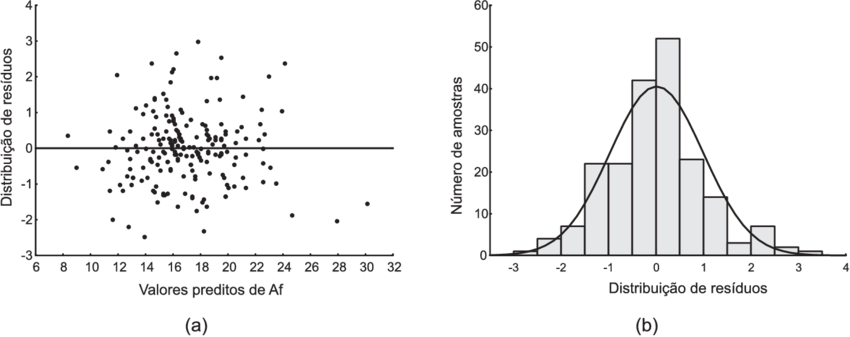 4
3
2
1
0
-1
-2
-3
Distribuição de resíduos
6 8 10 12 14 16 18 20 22 24 26 28 30 32
Valores preditos de Af
(a)
60
50
40
30
20
10
0
Número de amostras
-3 -2 -1 0 1 2 3 4
Distribuição de resíduos
(b)